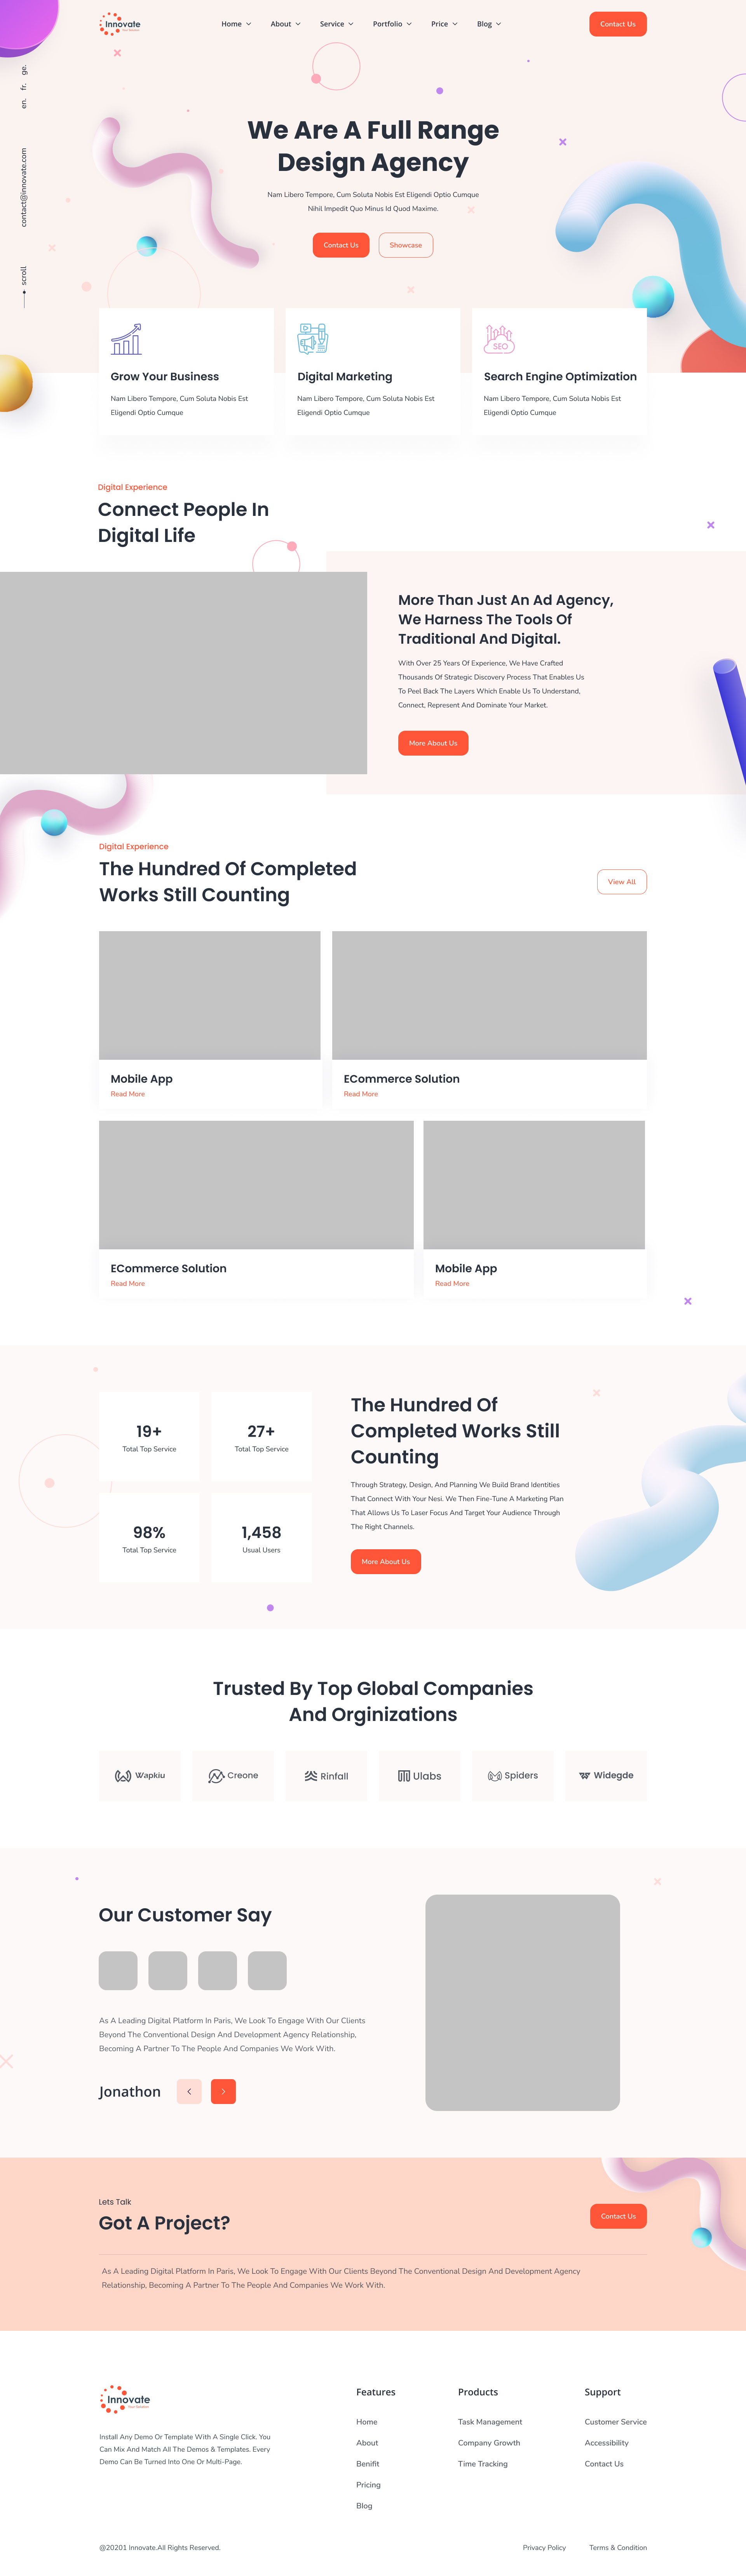 Innovate
Home
About
Service
Portfolio
Price
Blog
Contact Us
en. fr. ge.
contact@innovate.com
scroll
We Are A Full Range
Design Agency
Nam Libero Tempore, Cum Soluta Nobis Est Eligendi Optio Cumque
Nihil Impedit Quo Minus Id Quod Maxime.
Contact Us
Showcase
Grow Your Business
Nam Libero Tempore, Cum Soluta Nobis Est
Eligendi Optio Cumque
Digital Marketing
Nam Libero Tempore, Cum Soluta Nobis Est
Eligendi Optio Cumque
SEO
Search Engine Optimization
Nam Libero Tempore, Cum Soluta Nobis Est
Eligendi Optio Cumque
Digital Experience
Connect People In
Digital Life
More Than Just An Ad Agency,
We Harness The Tools Of
Traditional And Digital.
With Over 25 Years Of Experience, We Have Crafted
Thousands Of Strategic Discovery Process That Enables Us
To Peel Back The Layers Which Enable Us To Understand,
Connect, Represent And Dominate Your Market.
More About Us
Digital Experience
The Hundred Of Completed
Works Still Counting
View All
Mobile App
Read More
ECommerce Solution
Read More
ECommerce Solution
Read More
Mobile App
Read More
19+
Total Top Service
27+
Total Top Service
98%
Total Top Service
1,458
Usual Users
The Hundred Of
Completed Works Still
Counting
Through Strategy, Design, And Planning We Build Brand Identities
That Connect With Your Nesi. We Then Fine-Tune A Marketing Plan
That Allows Us To Laser Focus And Target Your Audience Through
The Right Channels.
More About Us
Trusted By Top Global Companies
And Orginizations
Wapkiu
Creone
Rinfall
Ulabs
Spiders
Widegde
Our Customer Say
As A Leading Digital Platform In Paris, We Look To Engage With Our Clients
Beyond The Conventional Design And Development Agency Relationship,
Becoming A Partner To The People And Companies We Work With.
Jonathon
Lets Talk
Got A Project?
Contact Us
As A Leading Digital Platform In Paris, We Look To Engage With Our Clients Beyond The Conventional Design And Development Agency
Relationship, Becoming A Partner To The People And Companies We Work With.
Innovate
Install Any Demo Or Template With A Single Click. You
Can Mix And Match All The Demos & Templates. Every
Demo Can Be Turned Into One Or Multi-Page.
Features
Home
About
Benifit
Pricing
Blog
Products
Task Management
Company Growth
Time Tracking
Support
Customer Service
Accessibility
Contact Us
@20201 Innovate.All Rights Reserved.
Privacy Policy
Terms & Condition